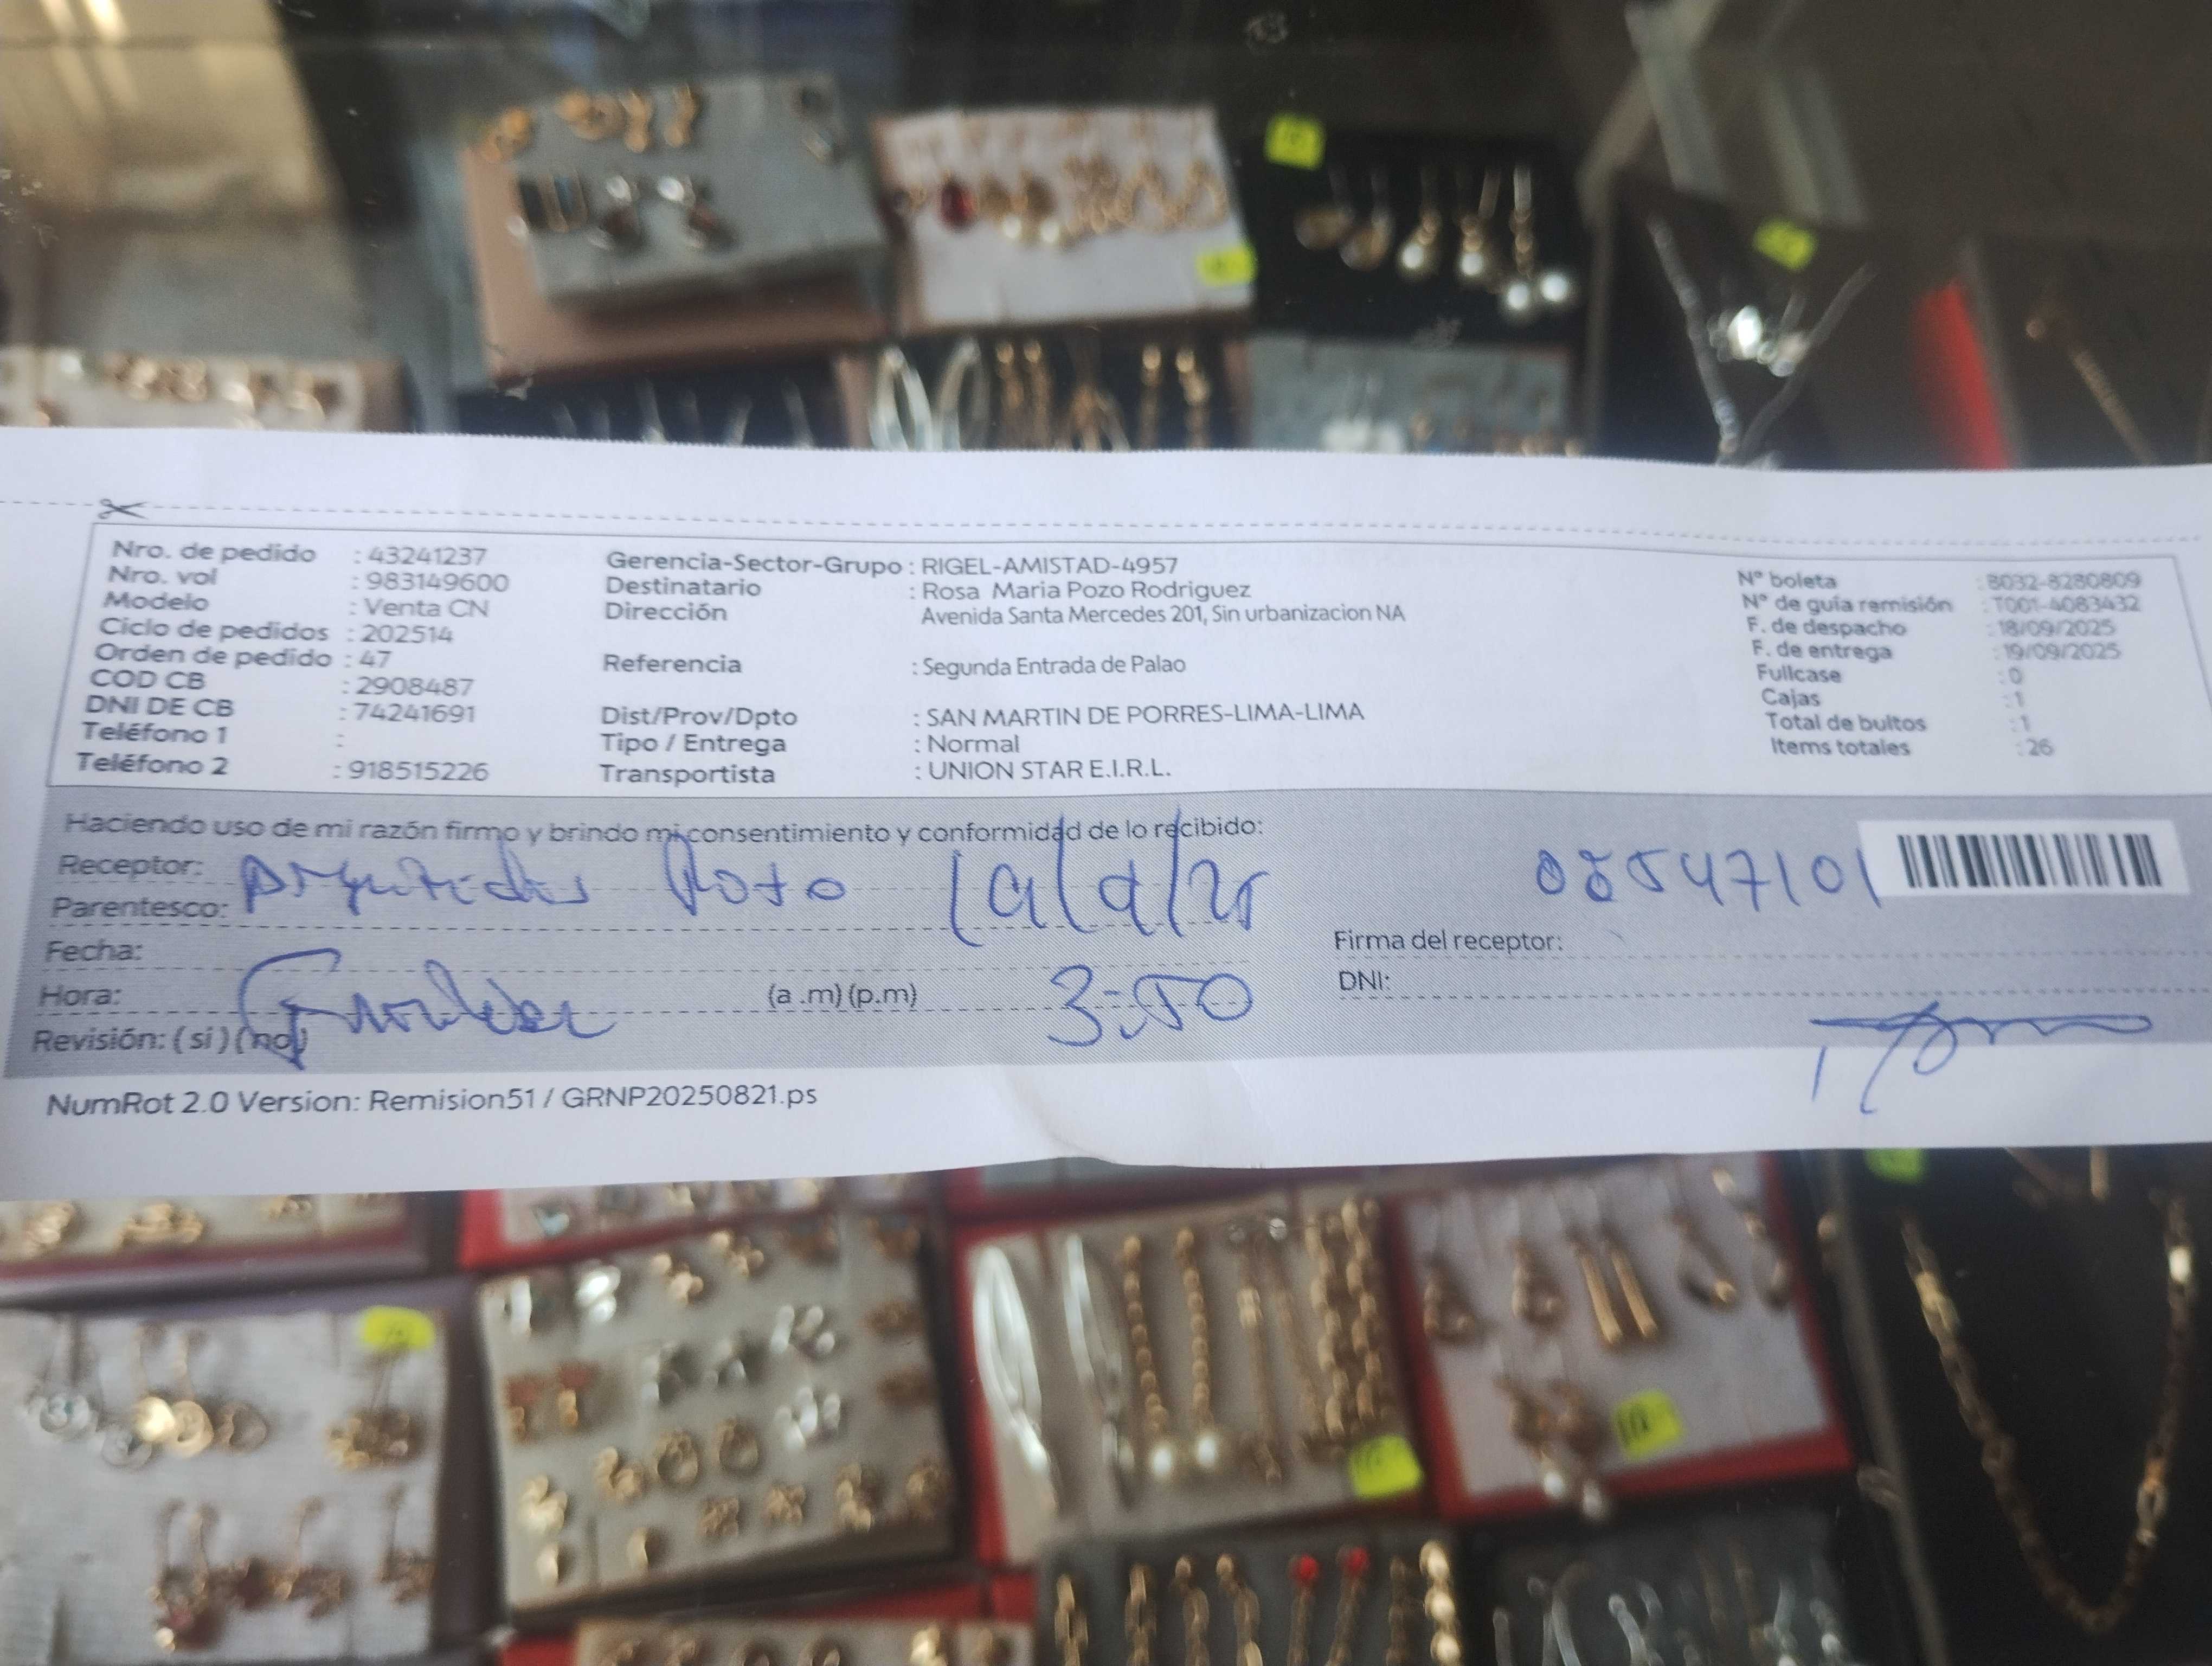 Nro. de pedido : 43241237
Nro. vol : 983149600
Modelo : Venta CN
Ciclo de pedidos : 202514
Orden de pedido : 47
COD CB : 2908487
DNI DE CB : 74241691
Teléfono 1 :
Teléfono 2 : 918515226
Gerencia-Sector-Grupo : RIGEL-AMISTAD-4957
Destinatario : Rosa Maria Pozo Rodriguez
Dirección Avenida Santa Mercedes 201, Sin urbanizacion NA
Referencia : Segunda Entrada de Palao
Dist/Prov/Dpto : SAN MARTIN DE PORRES-LIMA-LIMA
Tipo / Entrega : Normal
Transportista : UNION STAR E.I.R.L.
N° boleta : B032-8280809
N° de guía remisión : T001-4083432
F. de despacho : 18/09/2025
F. de entrega : 19/09/2025
Fullcase : 0
Cajas : 1
Total de bultos : 1
Items totales : 26
Haciendo uso de mi razón firmo y brindo mi consentimiento y conformidad de lo recibido:
Receptor:
Parentesco:
Fecha:
Hora: (a .m) (p.m) 3:50
Revisión: ( si ) ( no )
08547101
Firma del receptor:
DNI:
NumRot 2.0 Version: Remision51 / GRNP20250821.ps